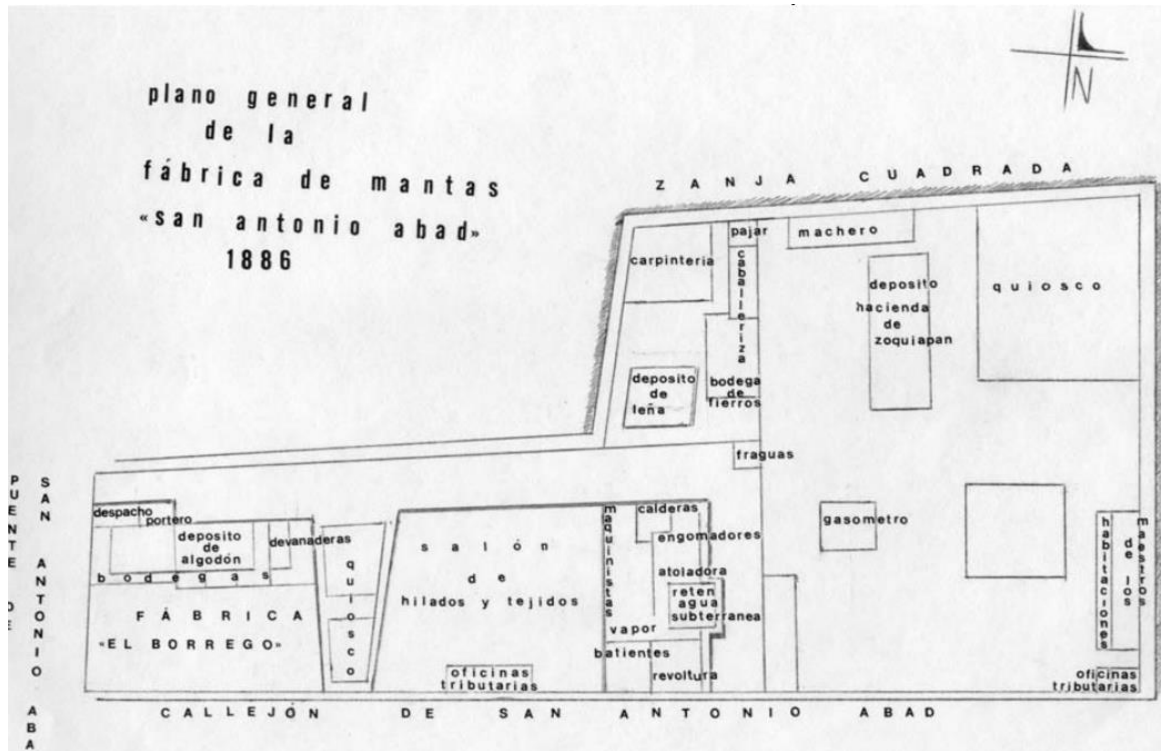 plano general
de la
fábrica de mantas
«san antonio abad»
1886
N
ZANJA CUADRADA
carpinteria
pajar
caballeriza
machero
deposito
hacienda
de
zoquiapan
quiosco
deposito
de
leña
bodega
de
fierros
fraguas
PUENTE DE
SAN ANTONIO ABA
despacho
portero
deposito
de
algodón
devanaderas
bodegas
FÁBRICA
«EL BORREGO»
quiosco
salón
de
hilados y tejidos
oficinas
tributarias
maquinistas
calderas
engomadores
atoladora
reten
agua
subterranea
vapor
batientes
revoltura
gasometro
habitaciones
de los
maestros
oficinas
tributarias
CALLEJÓN DE SAN ANTONIO ABAD